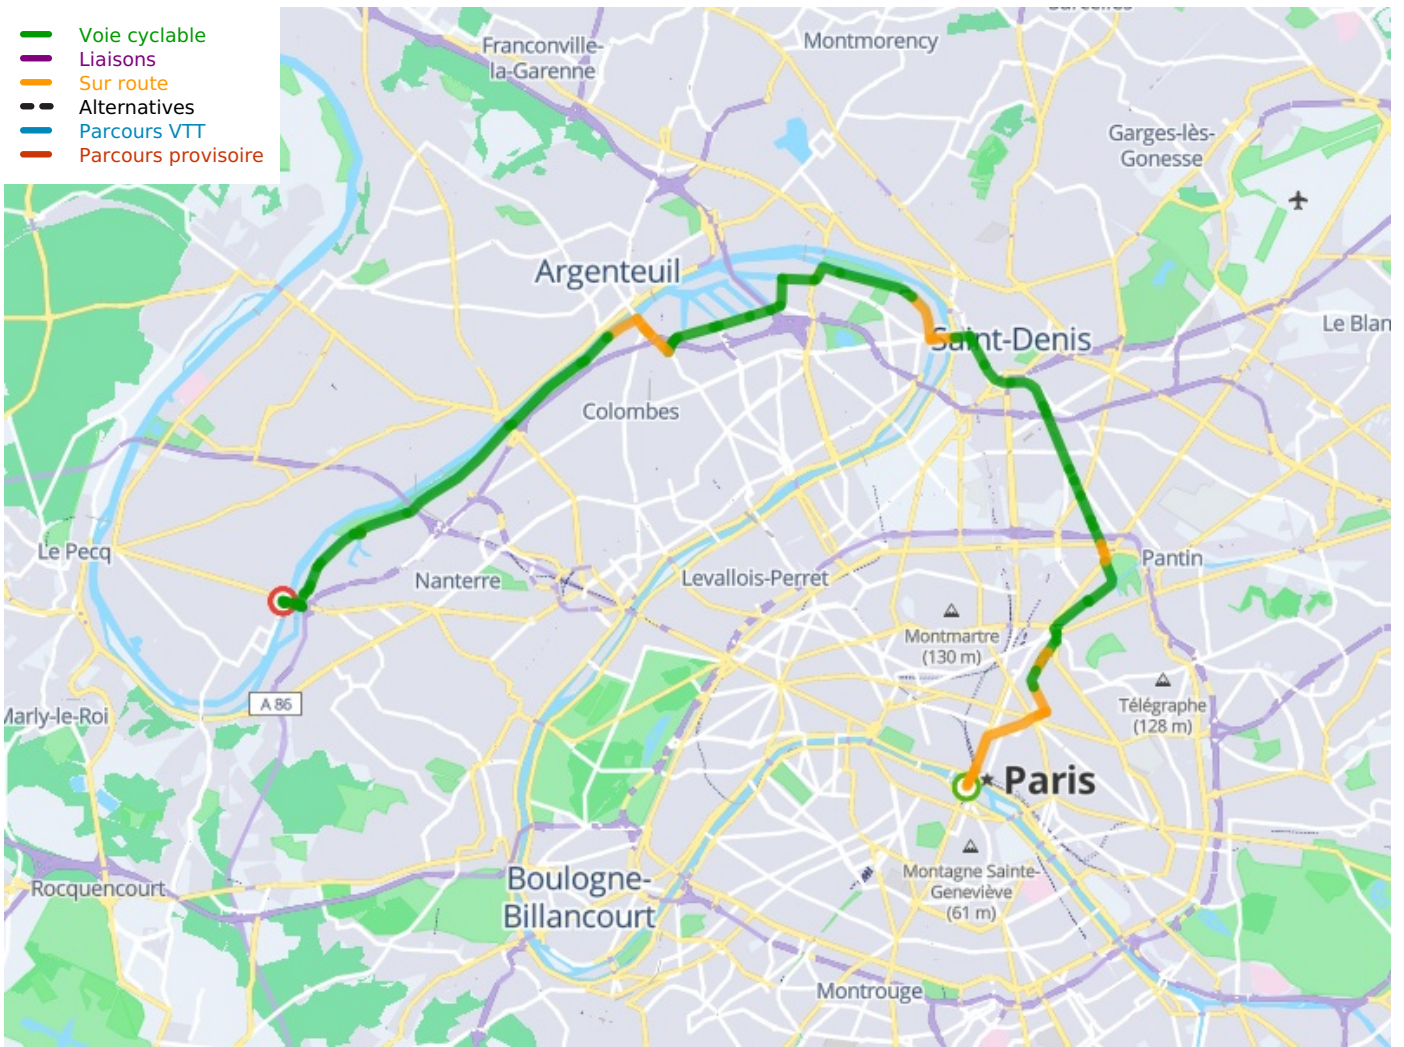 Voie cyclable
Liaisons
Sur route
Alternatives
Parcours VTT
Parcours provisoire
Franconville-
la-Garenne
Montmorency
Garges-lès-
Gonesse
Argenteuil
Le Blan
Saint-Denis
Colombes
Le Pecq
Pantin
Nanterre
Levallois-Perret
Montmartre
(130 m)
A 86
Marly-le-Roi
Télégraphe
(128 m)
Paris
Montagne Sainte-
Geneviève
(61 m)
Boulogne-
Billancourt
Rocquencourt
Montrouge